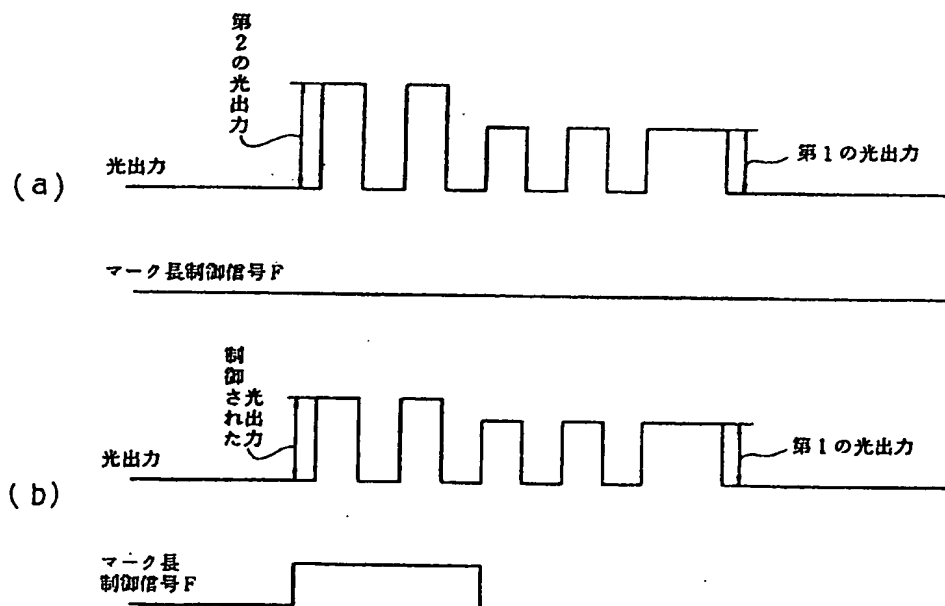 第2の光出力
光出力
第1の光出力
(a)
マーク長制御信号F
制御された
光出力
光出力
第1の光出力
(b)
マーク長
制御信号F